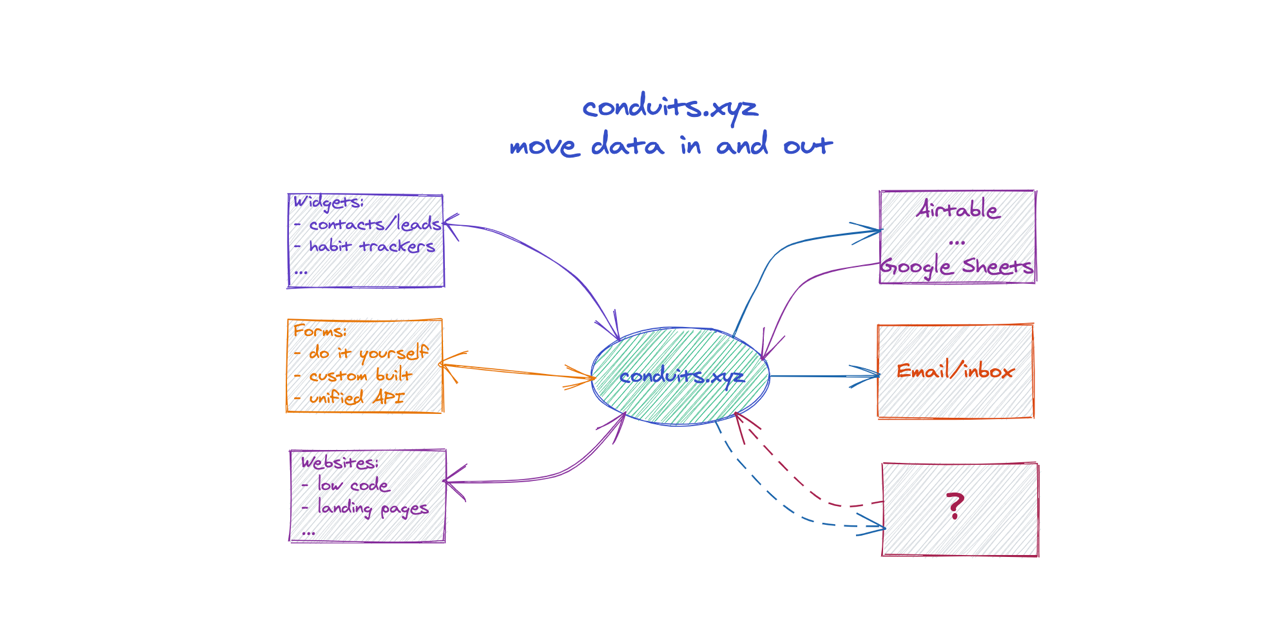 conduits.xyz
move data in and out
Widgets:
- contacts/leads
- habit trackers
...
Forms:
- do it yourself
- custom built
- unified API
Websites:
- low code
- landing pages
...
conduits.xyz
Airtable
...
Google Sheets
Email/inbox
?